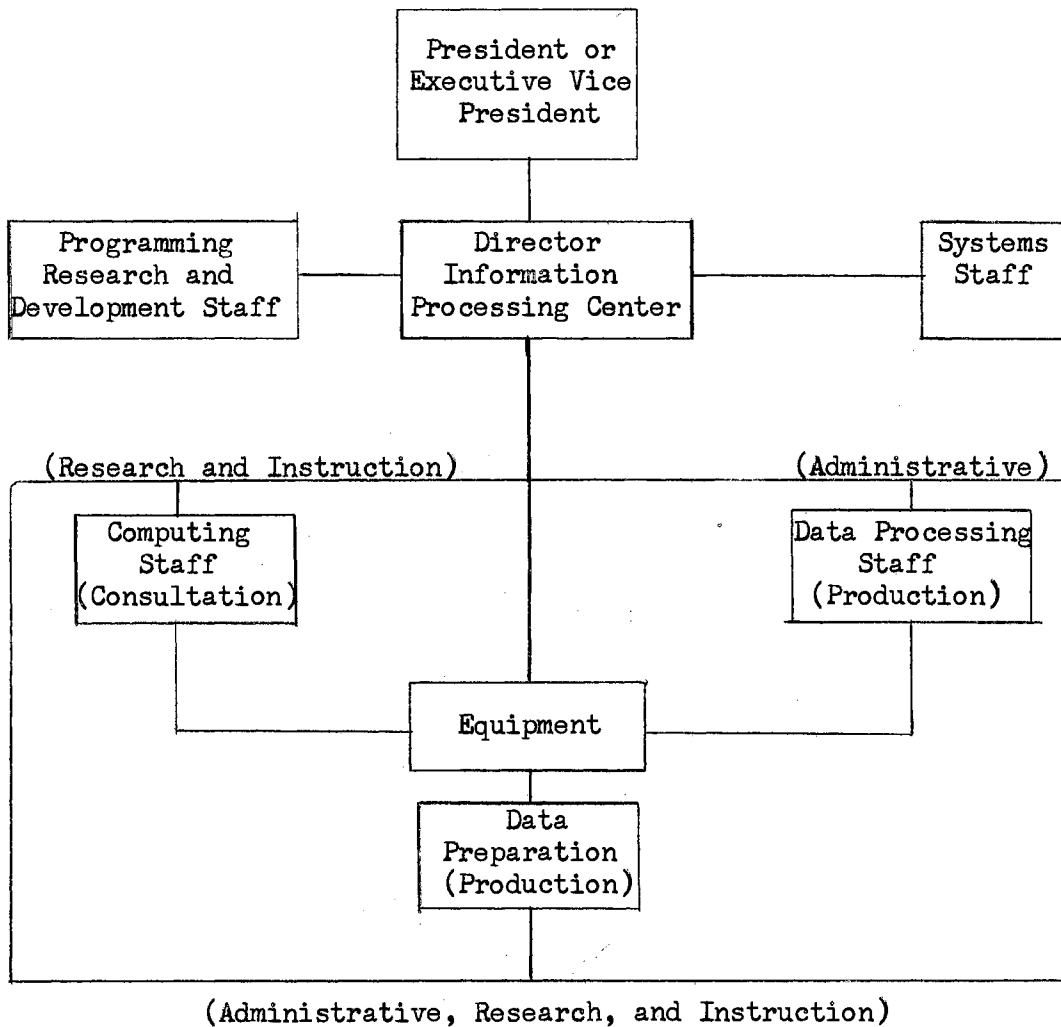 President or
Executive Vice
President
Programming
Research and
Development Staff
Director
Information
Processing Center
Systems
Staff
(Research and Instruction)
(Administrative)
Computing
Staff
(Consultation)
Data Processing
Staff
(Production)
Equipment
Data
Preparation
(Production)
(Administrative, Research, and Instruction)